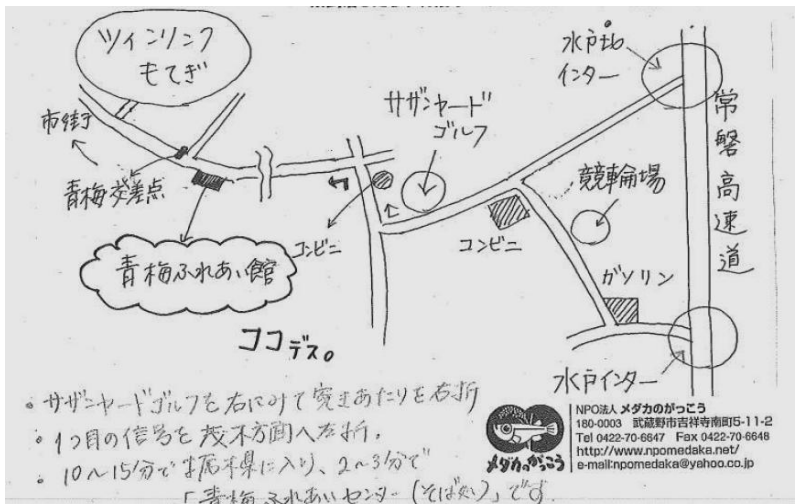 ツインリンク
もてぎ
市街
青梅交差点
青梅ふれあい館
ココデス。
コンビニ
サザンヤード
ゴルフ
コンビニ
水戸北
インター
競輪場
ガソリン
常磐高速道
水戸インター
・サザンヤードゴルフを右にみて突きあたりを右折
・1つ目の信号を茂木方面へ左折.
・10〜15分で 県に入り、2〜3分で
「青梅ふれあいセンター(そば処)」です
メダカのがっこう
NPO法人 メダカのがっこう
180-0003 武蔵野市吉祥寺南町5-11-2
Tel 0422-70-6647 Fax 0422-70-6648
http://www.npomedaka.net/
e-mail:npomedaka@yahoo.co.jp